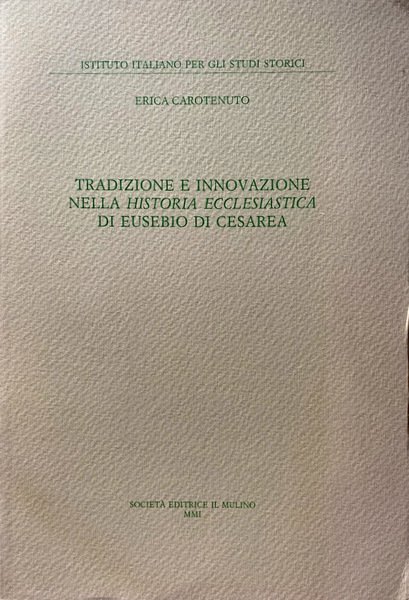 ISTITUTO ITALIANO PER GLI STUDI STORICI
ERICA CAROTENUTO
TRADIZIONE E INNOVAZIONE
NELLA HISTORIA ECCLESIASTICA
DI EUSEBIO DI CESAREA
SOCIETÀ EDITRICE IL MULINO
MMI